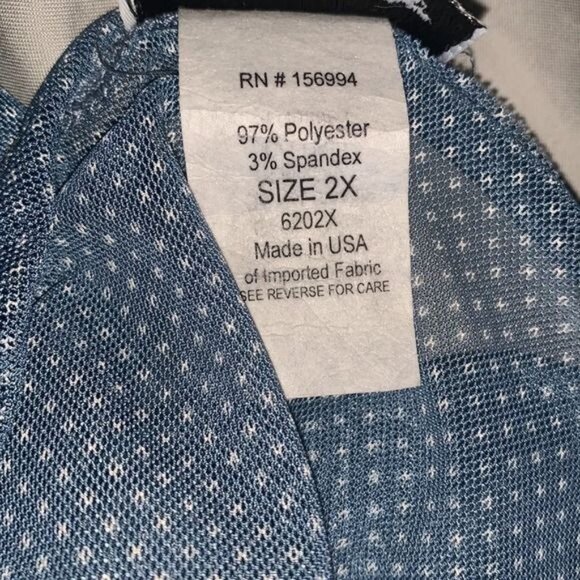 RN # 156994
97% Polyester
3% Spandex
SIZE 2X
6202X
Made in USA
of Imported Fabric
SEE REVERSE FOR CARE